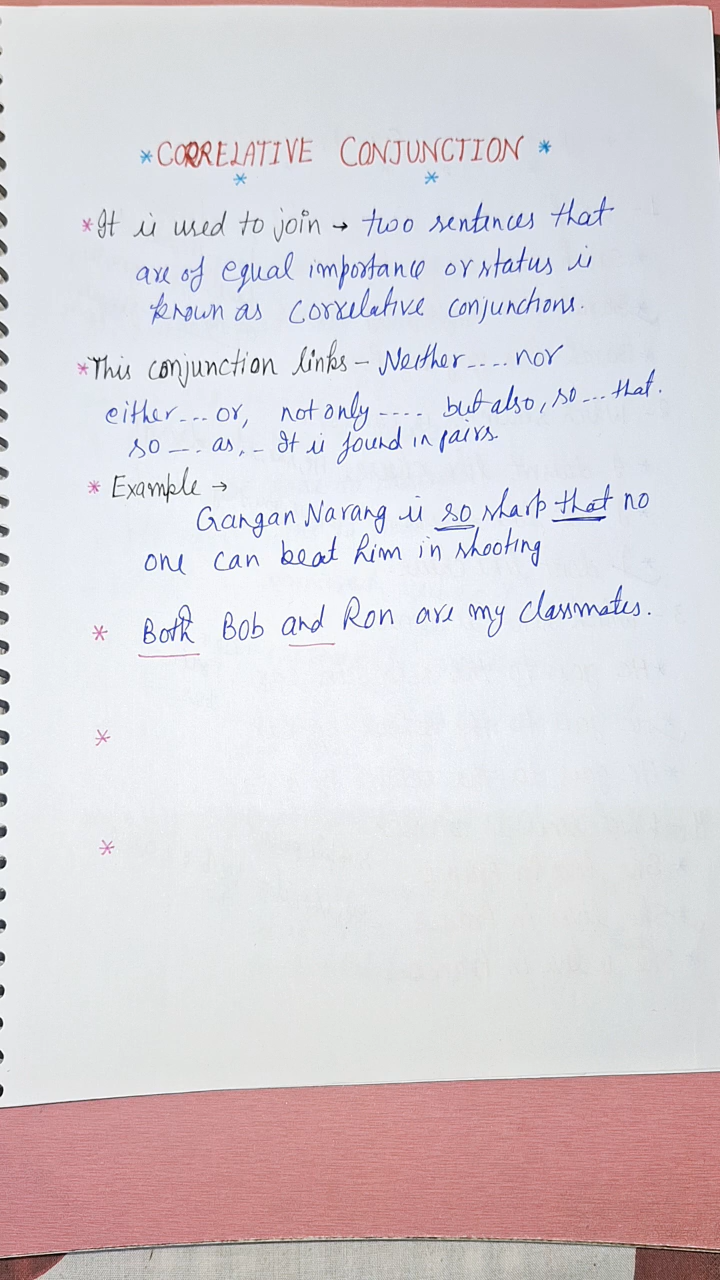 * CORRELATIVE CONJUNCTION *
* *
* It is used to join → two sentences that
are of equal importance or status is
known as correlative conjunctions.
* This conjunction links - Neither .... nor
either ... or, not only .... but also, so ... that.
so —. as, - It is found in pairs.
* Example →
Gangan Narang is so sharp that no
one can beat him in shooting
* Both Bob and Ron are my classmates.
*
*